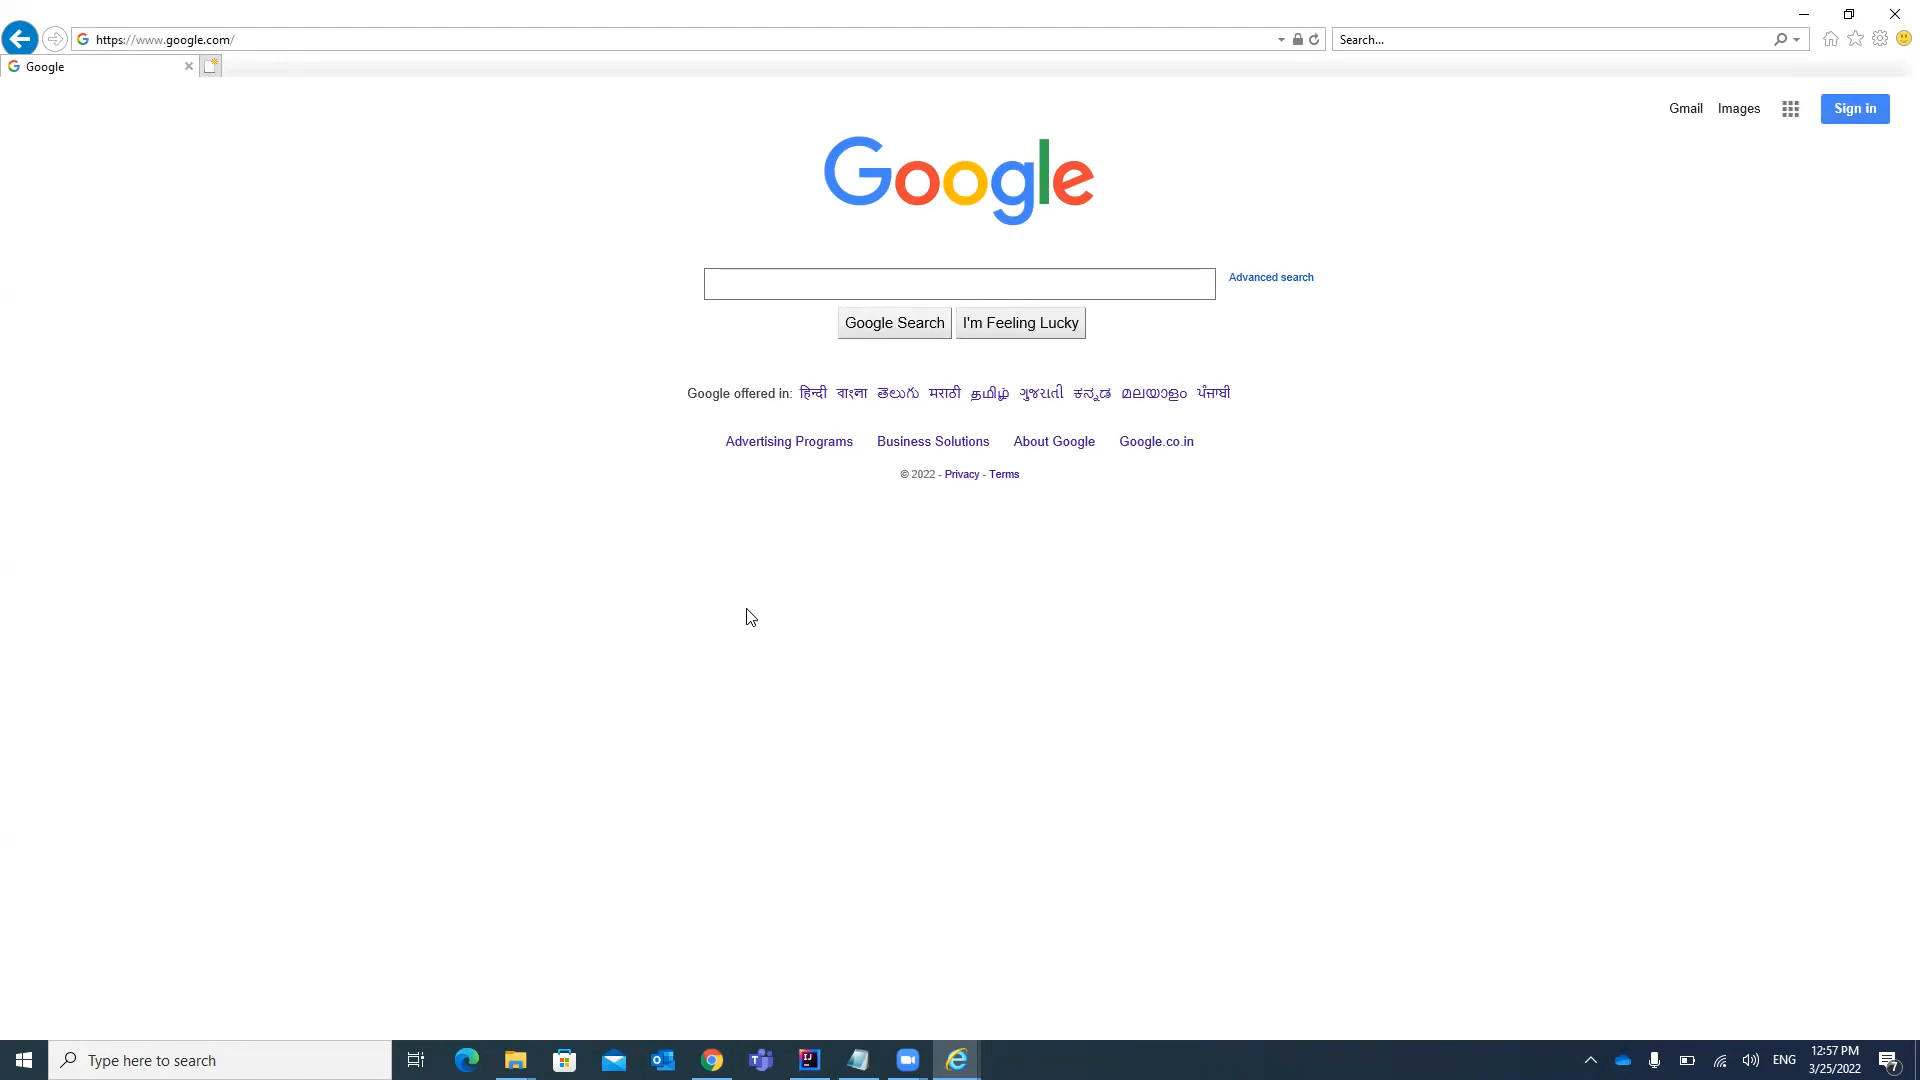 https://www.google.com/
Search...
Google
Gmail Images Sign in
Google
Advanced search
Google Search I'm Feeling Lucky
Google offered in: हिन्दी বাংলা తెలుగు मराठी தமிழ் ગુજરાતી ಕನ್ನಡ മലയാളം ਪੰਜਾਬੀ
Advertising Programs Business Solutions About Google Google.co.in
© 2022 - Privacy - Terms
Type here to search
ENG
12:57 PM
3/25/2022
7